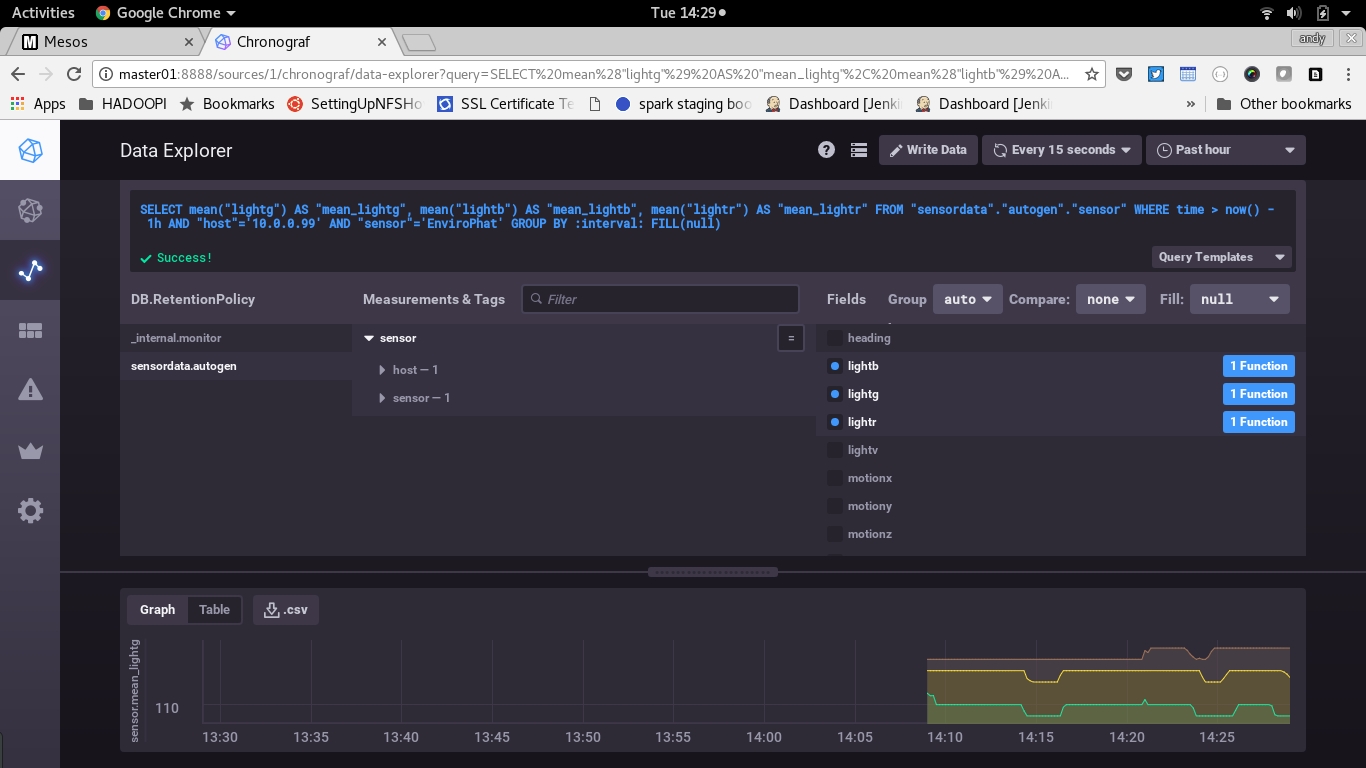 Activities Google Chrome Tue 14:29
Mesos Chronograf andy
master01:8888/sources/1/chronograf/data-explorer?query=SELECT%20mean%28"lightg"%29%20AS%20"mean_lightg"%2C%20mean%28"lightb"%29%20A...
Apps HADOOPI Bookmarks SettingUpNFSHo SSL Certificate Te spark staging boo Dashboard [Jenki Dashboard [Jenki » Other bookmarks
Data Explorer ? Write Data Every 15 seconds Past hour
SELECT mean("lightg") AS "mean_lightg", mean("lightb") AS "mean_lightb", mean("lightr") AS "mean_lightr" FROM "sensordata"."autogen"."sensor" WHERE time > now() -
1h AND "host"='10.0.0.99' AND "sensor"='EnviroPhat' GROUP BY :interval: FILL(null)
Success!
Query Templates
DB.RetentionPolicy Measurements & Tags Filter Fields Group auto Compare: none Fill: null
_internal.monitor sensor = heading
sensordata.autogen host — 1 lightb 1 Function
sensor — 1 lightg 1 Function
lightr 1 Function
lightv
motionx
motiony
motionz
Graph Table .csv
sensor.mean_lightg
110
13:30 13:35 13:40 13:45 13:50 13:55 14:00 14:05 14:10 14:15 14:20 14:25